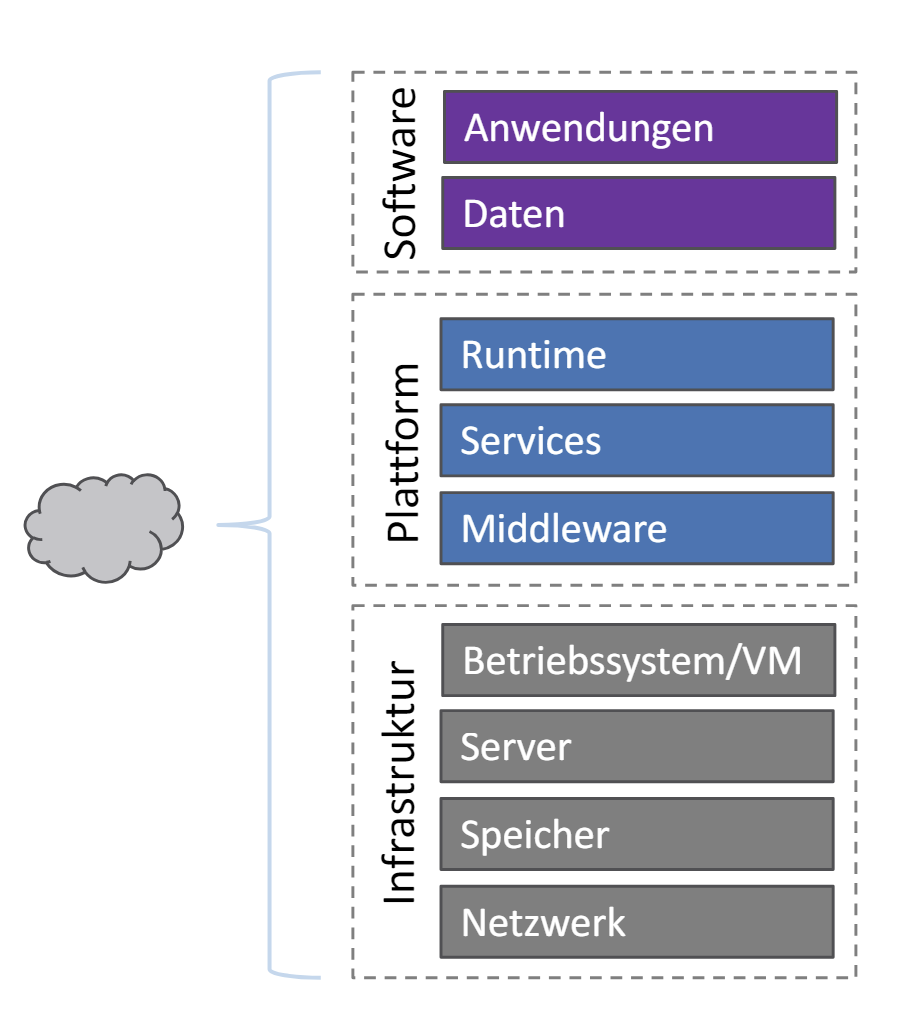 Software
Anwendungen
Daten
Plattform
Runtime
Services
Middleware
Infrastruktur
Betriebssystem/VM
Server
Speicher
Netzwerk